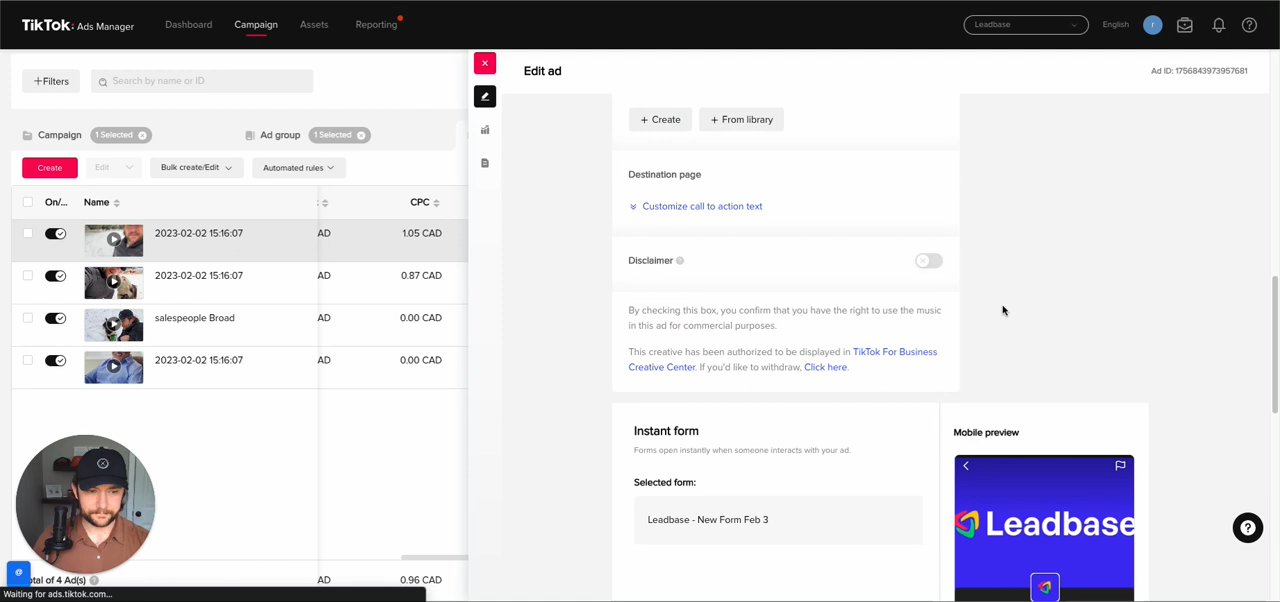 TikTok: Ads Manager
Dashboard
Campaign
Assets
Reporting
Leadbase
English
r
+Filters
Search by name or ID
Campaign
1 Selected
Ad group
1 Selected
Create
Edit
Bulk create/Edit
Automated rules
On/...
Name
CPC
2023-02-02 15:16:07
AD
1.05 CAD
2023-02-02 15:16:07
AD
0.87 CAD
salespeople Broad
AD
0.00 CAD
2023-02-02 15:16:07
AD
0.00 CAD
otal of 4 Ad(s)
AD
0.96 CAD
@
Waiting for ads.tiktok.com...
Edit ad
Ad ID: 1756843973957681
+ Create
+ From library
Destination page
Customize call to action text
Disclaimer
By checking this box, you confirm that you have the right to use the music
in this ad for commercial purposes.
This creative has been authorized to be displayed in TikTok For Business
Creative Center. If you'd like to withdraw, Click here.
Instant form
Forms open instantly when someone interacts with your ad.
Selected form:
Leadbase - New Form Feb 3
Mobile preview
Leadbase